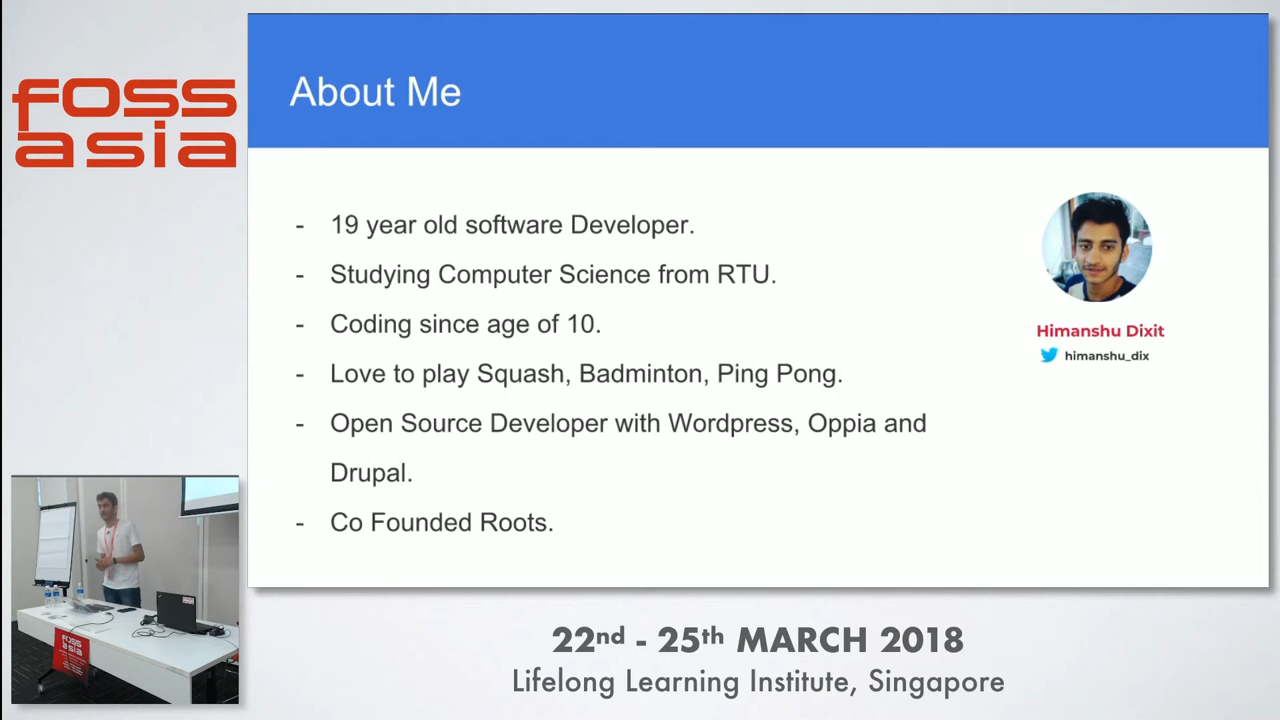 foss
asia
About Me
- 19 year old software Developer.
- Studying Computer Science from RTU.
- Coding since age of 10.
- Love to play Squash, Badminton, Ping Pong.
- Open Source Developer with Wordpress, Oppia and
Drupal.
- Co Founded Roots.
Himanshu Dixit
himanshu_dix
foss
asia
22nd - 25th MARCH 2018
Lifelong Learning Institute, Singapore